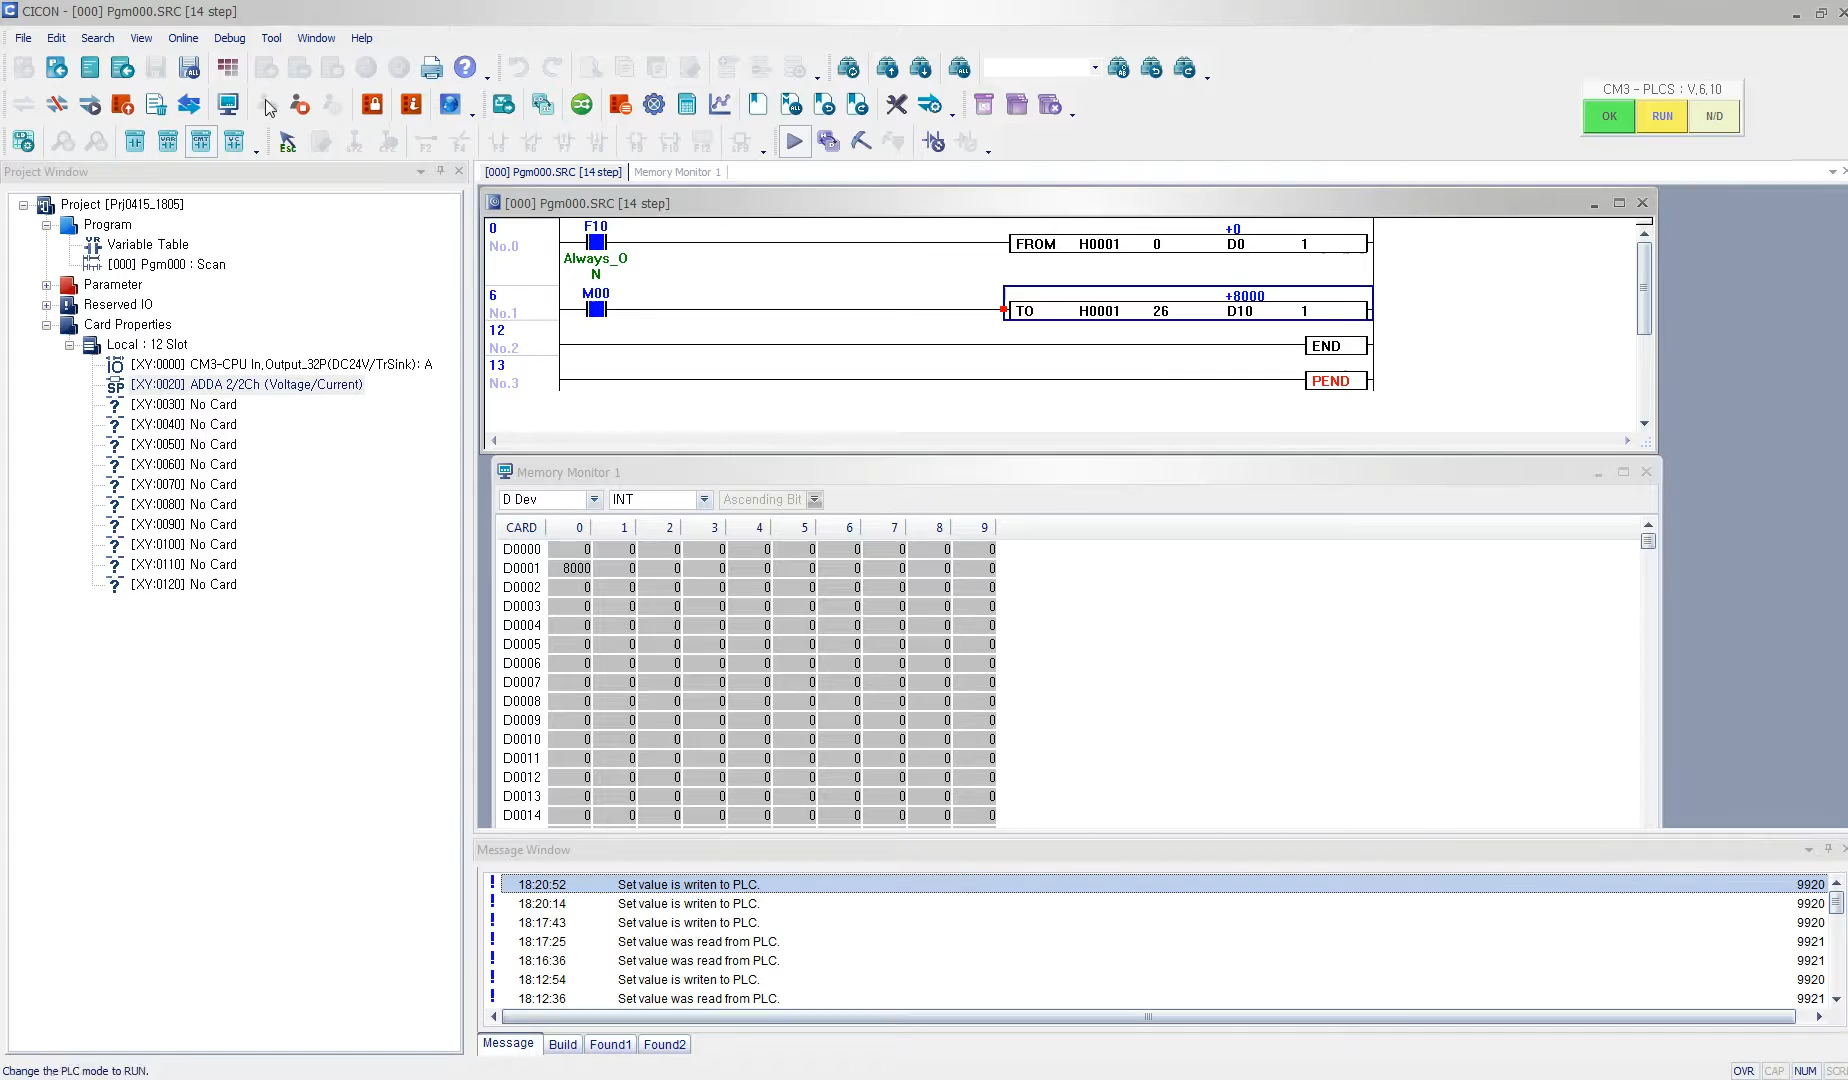 CICON - [000] Pgm000.SRC [14 step]
File Edit Search View Online Debug Tool Window Help
CM3 - PLCS : V,6,10
OK RUN N/D
Project Window
[000] Pgm000.SRC [14 step] Memory Monitor 1
Project [Prj0415_1805]
Program
Variable Table
[000] Pgm000 : Scan
Parameter
Reserved IO
Card Properties
Local : 12 Slot
[XY:0000] CM3-CPU In,Output_32P(DC24V/TrSink): A
[XY:0020] ADDA 2/2Ch (Voltage/Current)
[XY:0030] No Card
[XY:0040] No Card
[XY:0050] No Card
[XY:0060] No Card
[XY:0070] No Card
[XY:0080] No Card
[XY:0090] No Card
[XY:0100] No Card
[XY:0110] No Card
[XY:0120] No Card
[000] Pgm000.SRC [14 step]
0 F10 +0
No.0 FROM H0001 0 D0 1
Always_O
N
6 M00 +8000
No.1 TO H0001 26 D10 1
12
No.2 END
13
No.3 PEND
Memory Monitor 1
D Dev INT Ascending Bit
CARD 0 1 2 3 4 5 6 7 8 9
D0000 0 0 0 0 0 0 0 0 0 0
D0001 8000 0 0 0 0 0 0 0 0 0
D0002 0 0 0 0 0 0 0 0 0 0
D0003 0 0 0 0 0 0 0 0 0 0
D0004 0 0 0 0 0 0 0 0 0 0
D0005 0 0 0 0 0 0 0 0 0 0
D0006 0 0 0 0 0 0 0 0 0 0
D0007 0 0 0 0 0 0 0 0 0 0
D0008 0 0 0 0 0 0 0 0 0 0
D0009 0 0 0 0 0 0 0 0 0 0
D0010 0 0 0 0 0 0 0 0 0 0
D0011 0 0 0 0 0 0 0 0 0 0
D0012 0 0 0 0 0 0 0 0 0 0
D0013 0 0 0 0 0 0 0 0 0 0
D0014 0 0 0 0 0 0 0 0 0 0
Message Window
18:20:52 Set value is writen to PLC. 9920
18:20:14 Set value is writen to PLC. 9920
18:17:43 Set value is writen to PLC. 9920
18:17:25 Set value was read from PLC. 9921
18:16:36 Set value was read from PLC. 9921
18:12:54 Set value is writen to PLC. 9920
18:12:36 Set value was read from PLC. 9921
Message Build Found1 Found2
Change the PLC mode to RUN. OVR CAP NUM